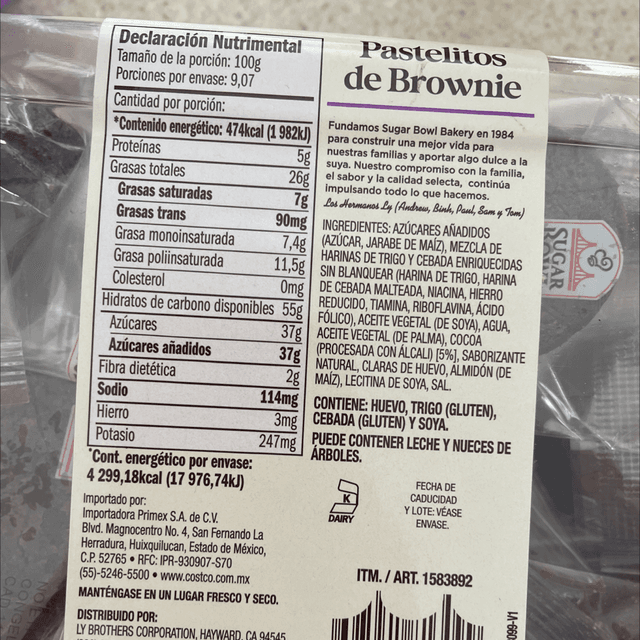 Declaración Nutrimental
Tamaño de la porción: 100g
Porciones por envase: 9,07
Cantidad por porción:
*Contenido energético: 474kcal (1 982kJ)
Proteínas 5g
Grasas totales 26g
Grasas saturadas 7g
Grasas trans 90mg
Grasa monoinsaturada 7,4g
Grasa poliinsaturada 11,5g
Colesterol 0mg
Hidratos de carbono disponibles 55g
Azúcares 37g
Azúcares añadidos 37g
Fibra dietética 2g
Sodio 114mg
Hierro 3mg
Potasio 247mg
*Cont. energético por envase:
4 299,18kcal (17 976,74kJ)
Importado por:
Importadora Primex S.A. de C.V.
Blvd. Magnocentro No. 4, San Fernando La
Herradura, Huixquilucan, Estado de México,
C.P. 52765 • RFC: IPR-930907-S70
(55)-5246-5500 • www.costco.com.mx
MANTÉNGASE EN UN LUGAR FRESCO Y SECO.
DISTRIBUIDO POR:
LY BROTHERS CORPORATION, HAYWARD, CA 94545
Pastelitos
de Brownie
Fundamos Sugar Bowl Bakery en 1984
para construir una mejor vida para
nuestras familias y aportar algo dulce a la
suya. Nuestro compromiso con la familia,
el sabor y la calidad selecta, continúa
impulsando todo lo que hacemos.
Los Hermanos Ly (Andrew, Binh, Paul, Sam y Tom)
INGREDIENTES: AZÚCARES AÑADIDOS
(AZÚCAR, JARABE DE MAÍZ), MEZCLA DE
HARINAS DE TRIGO Y CEBADA ENRIQUECIDAS
SIN BLANQUEAR (HARINA DE TRIGO, HARINA
DE CEBADA MALTEADA, NIACINA, HIERRO
REDUCIDO, TIAMINA, RIBOFLAVINA, ÁCIDO
FÓLICO), ACEITE VEGETAL (DE SOYA), AGUA,
ACEITE VEGETAL (DE PALMA), COCOA
(PROCESADA CON ÁLCALI) [5%], SABORIZANTE
NATURAL, CLARAS DE HUEVO, ALMIDÓN (DE
MAÍZ), LECITINA DE SOYA, SAL.
CONTIENE: HUEVO, TRIGO (GLUTEN),
CEBADA (GLUTEN) Y SOYA.
PUEDE CONTENER LECHE Y NUECES DE
ÁRBOLES.
K
DAIRY
FECHA DE
CADUCIDAD
Y LOTE: VÉASE
ENVASE.
ITM. / ART. 1583892
SUGAR
BOWL